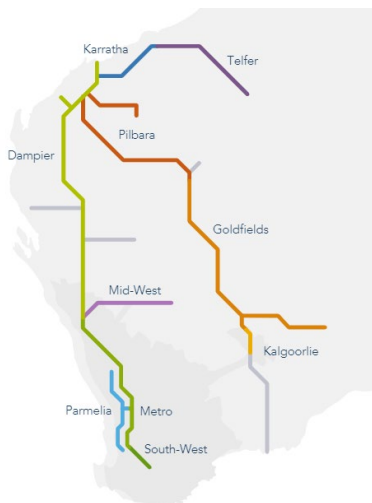 Karratha
Telfer
Pilbara
Dampier
Goldfields
Mid-West
Kalgoorlie
Parmelia
Metro
South-West